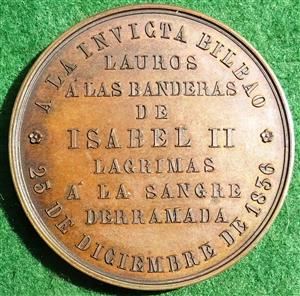 A LA INVICTA BILBAO
LAUROS
A LAS BANDERAS
DE
ISABEL II
LAGRIMAS
A LA SANGRE
DERRAMADA
25 DE DICIEMBRE DE 1836